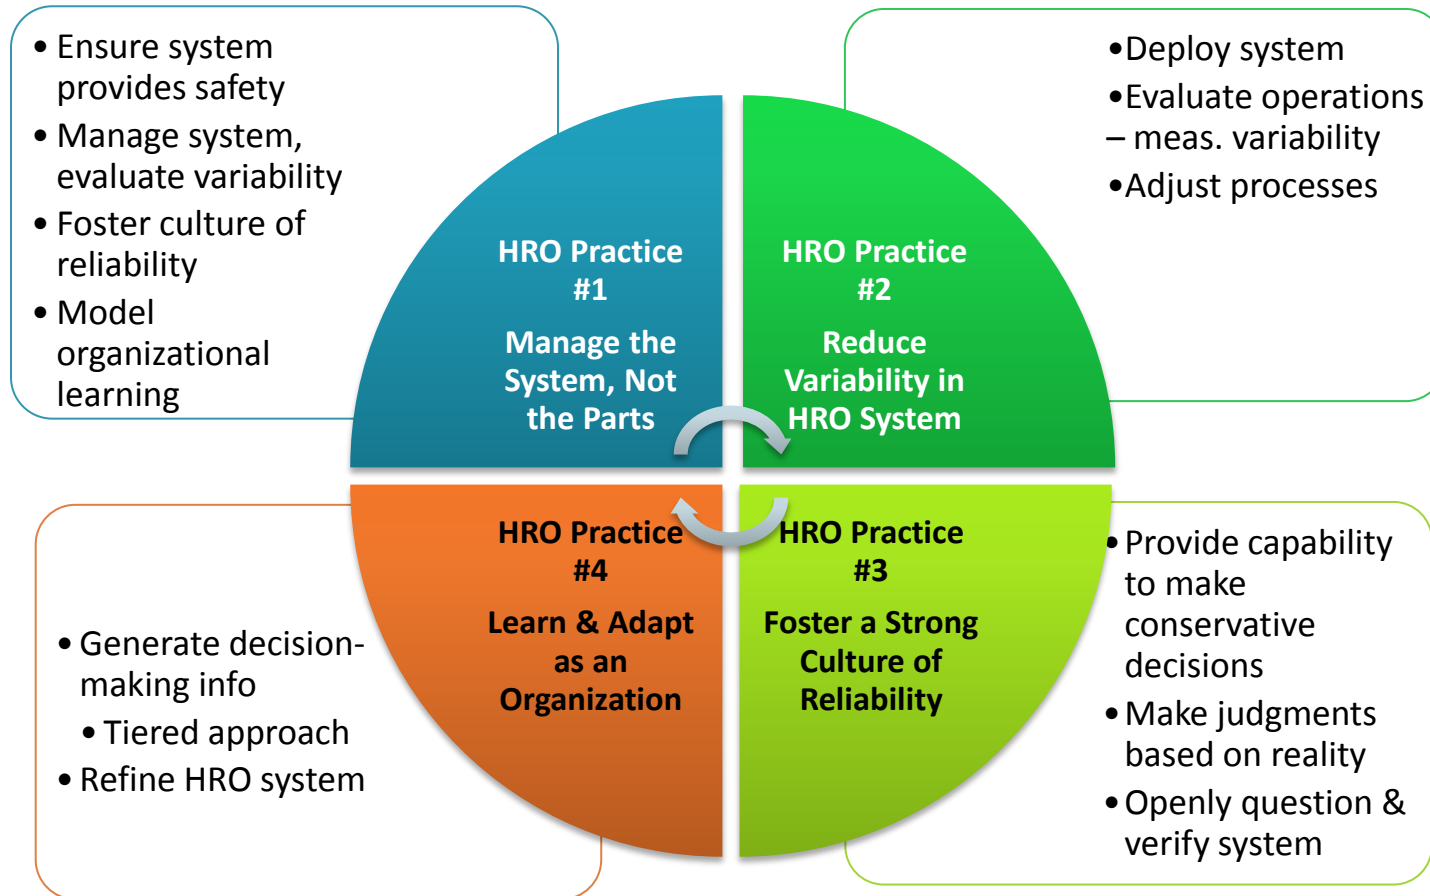 • Ensure system
provides safety
• Manage system,
evaluate variability
• Foster culture of
reliability
• Model
organizational
learning
HRO Practice
#1
Manage the
System, Not
the Parts
HRO Practice
#2
Reduce
Variability in
HRO System
•Deploy system
•Evaluate operations
– meas. variability
•Adjust processes
HRO Practice
#4
Learn & Adapt
as an
Organization
• Generate decision-
making info
• Tiered approach
• Refine HRO system
HRO Practice
#3
Foster a Strong
Culture of
Reliability
• Provide capability
to make
conservative
decisions
• Make judgments
based on reality
• Openly question &
verify system